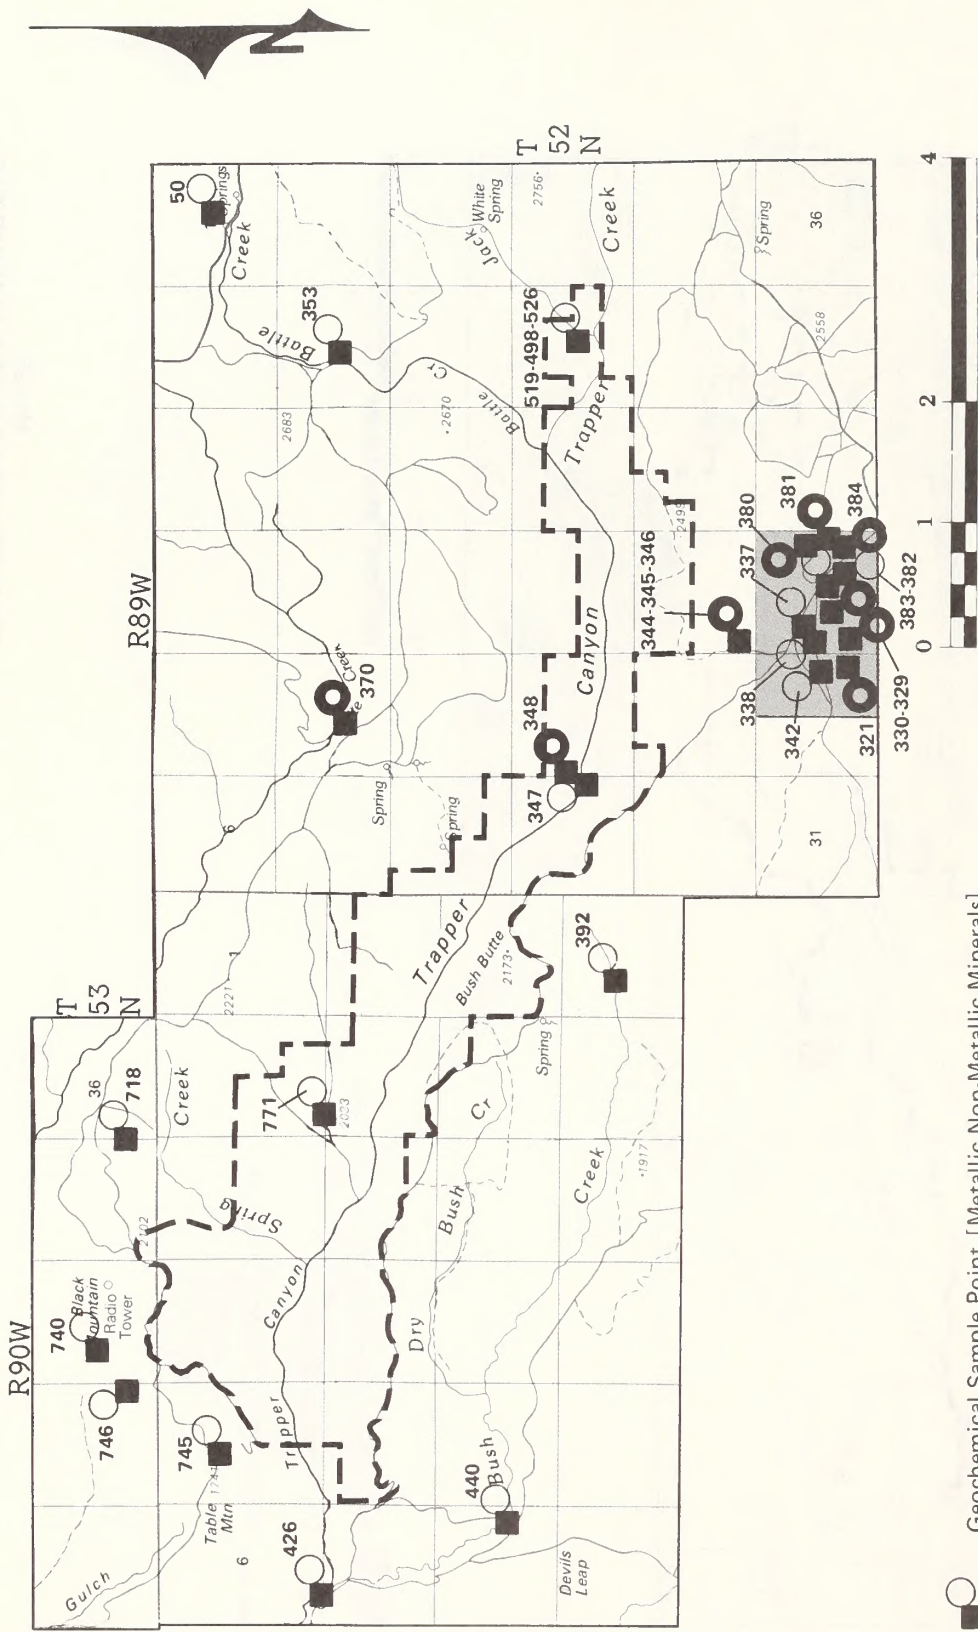 N
R90W
R89W
T
53
N
T
52
N
50
Springs
Creek
Battle
353
2683
Battle
Cr
2670
Jack
White
Spring
2756
Creek
519-498-526
Trapper
Canyon
370
Creek
Spring
Spring
348
347
344-345-346
2499
Spring
36
2558
380
381
384
337
338
342
321
330-329
383-382
31
6
1
2221
36
718
Creek
Spring
771
2023
Trapper
Bush Butte
2173
392
Spring
Cr
Bush
Dry
Creek
1917
2102
740
Black
Mountain
Radio
Tower
746
745
Table
Mtn
1741
Canyon
Trapper
6
426
Gulch
440
Bush
Devils
Leap
0
1
2
4
Geochemical Sample Point [Metallic Non-Metallic Minerals]